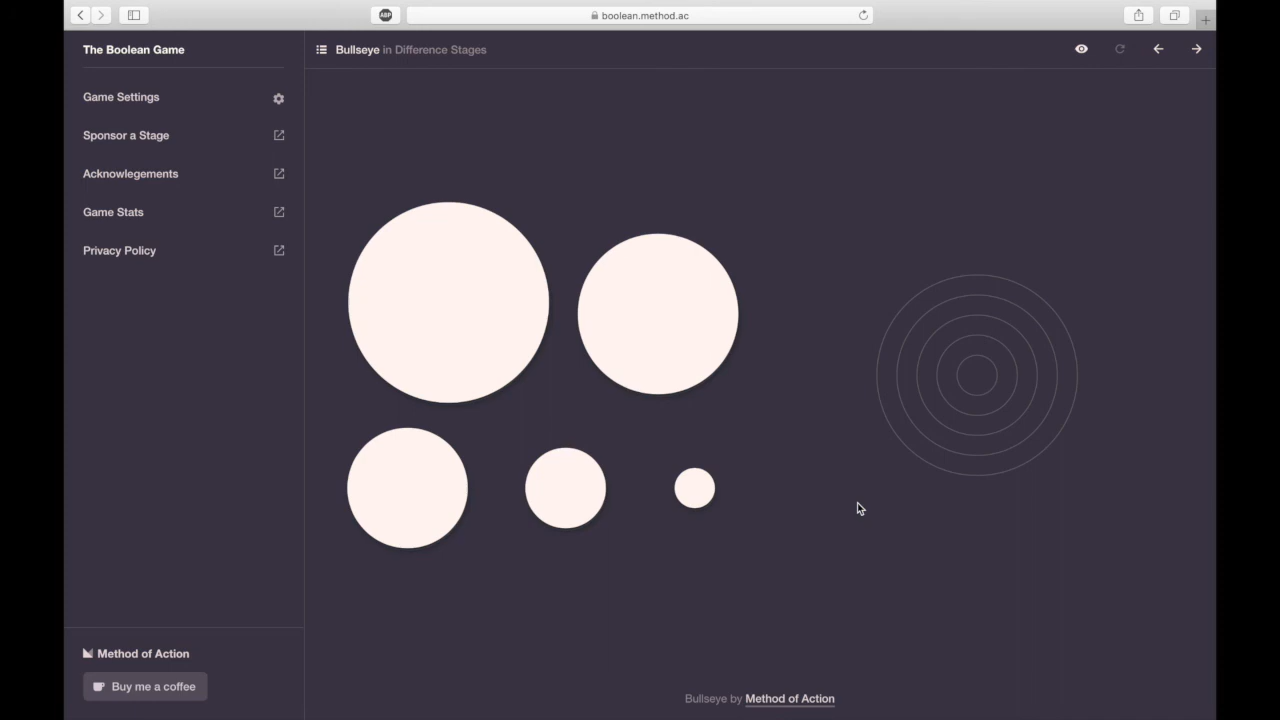 ABP
boolean.method.ac
The Boolean Game
Bullseye in Difference Stages
Game Settings
Sponsor a Stage
Acknowlegements
Game Stats
Privacy Policy
Method of Action
Buy me a coffee
Bullseye by Method of Action